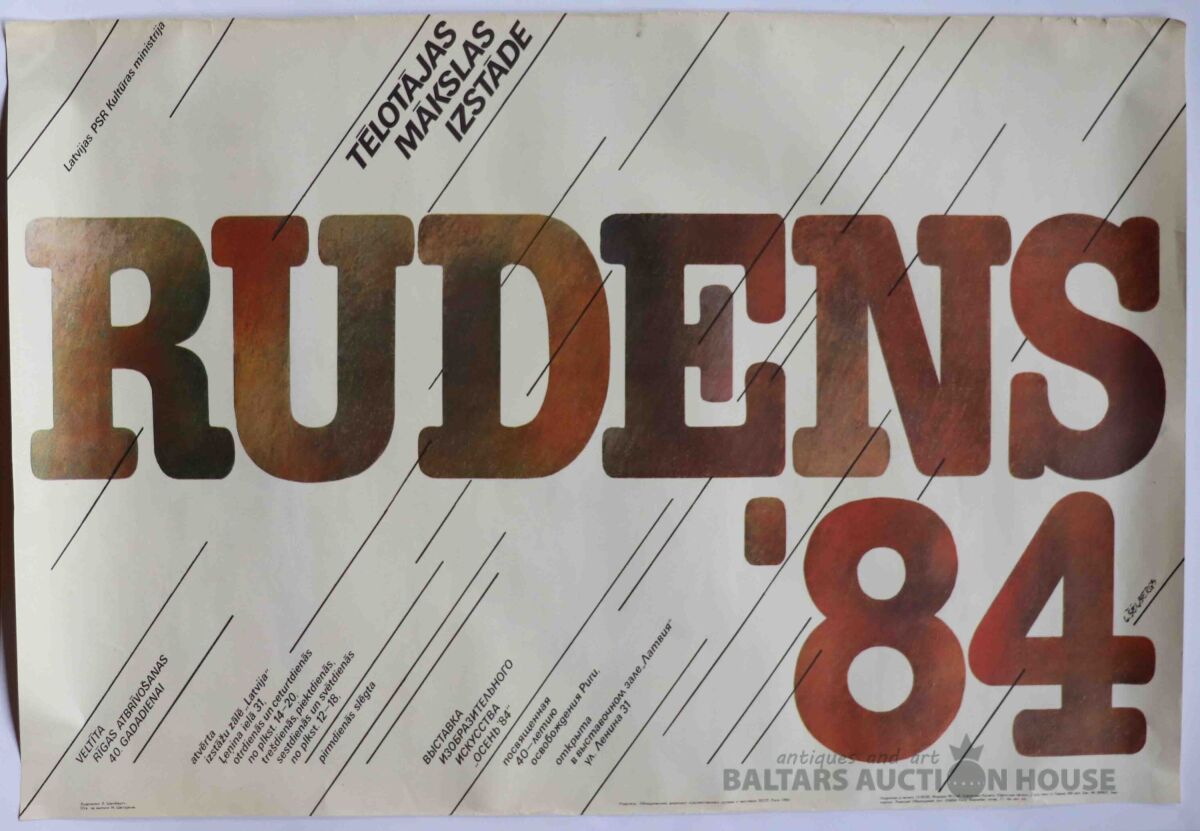 Latvijas PSR Kultūras ministrija
TĒLOTĀJAS
MĀKSLAS
IZSTĀDE
RUDENS
'84
VELTĪTA
RĪGAS ATBRĪVOŠANAS
40 GADADIENAI
atvērta
izstāžu zālē „Latvija"
Ļeņina ielā 31.
otrdienās un ceturtdienās
no plkst 14–20.
trešdienās, piektdienās,
sestdienās un svētdienās
no plkst 12–18.
pirmdienās slēgta
ВЫСТАВКА
ИЗОБРАЗИТЕЛЬНОГО
ИСКУССТВА
„ОСЕНЬ '84"
посвященная
40-летию
освобождения Риги.
открыта
в выставочном зале „Латвия"
ул. Ленина 31
antiques and art
BALTARS AUCTION HOUSE